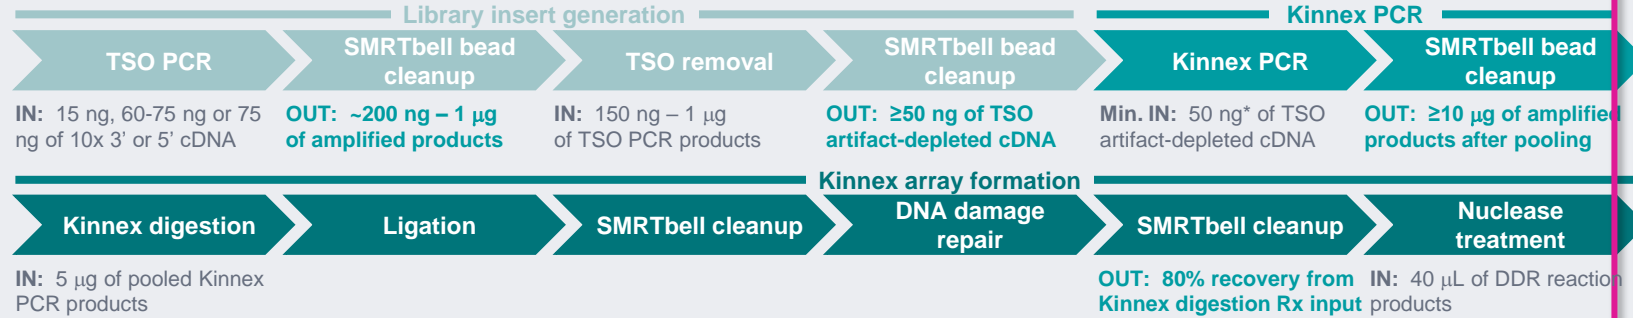 Library insert generation
Kinnex PCR
TSO PCR
SMRTbell bead
cleanup
TSO removal
SMRTbell bead
cleanup
Kinnex PCR
SMRTbell bead
cleanup
IN: 15 ng, 60-75 ng or 75
ng of 10x 3’ or 5’ cDNA
OUT: ~200 ng – 1 μg
of amplified products
IN: 150 ng – 1 μg
of TSO PCR products
OUT: ≥50 ng of TSO
artifact-depleted cDNA
Min. IN: 50 ng* of TSO
artifact-depleted cDNA
OUT: ≥10 μg of amplified
products after pooling
Kinnex array formation
Kinnex digestion
Ligation
SMRTbell cleanup
DNA damage
repair
SMRTbell cleanup
Nuclease
treatment
IN: 5 μg of pooled Kinnex
PCR products
OUT: 80% recovery from
Kinnex digestion Rx input
IN: 40 μL of DDR reaction
products